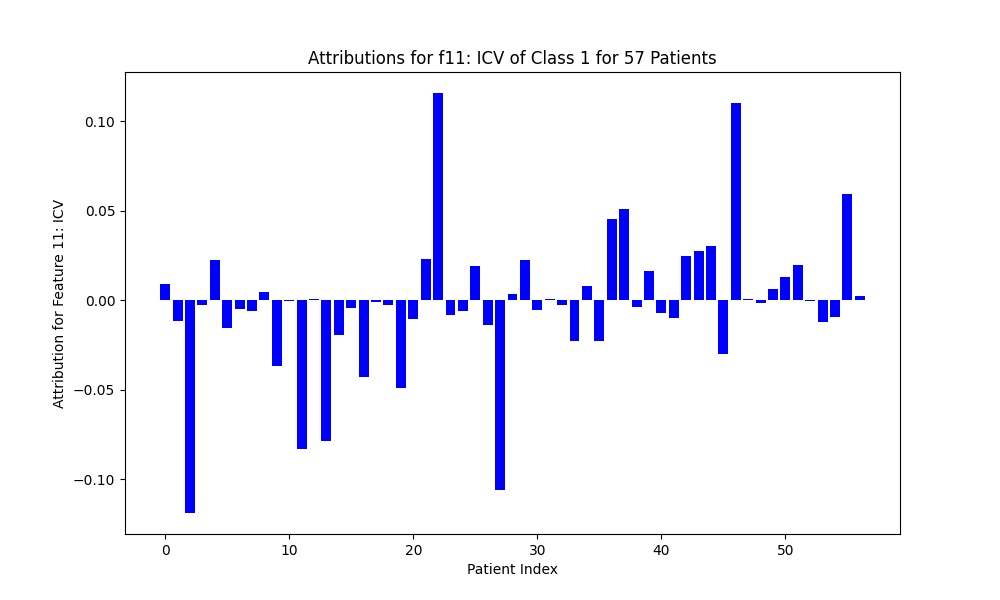 Attributions for f11: ICV of Class 1 for 57 Patients
Attribution for Feature 11: ICV
0.10
0.05
0.00
−0.05
−0.10
0 10 20 30 40 50
Patient Index